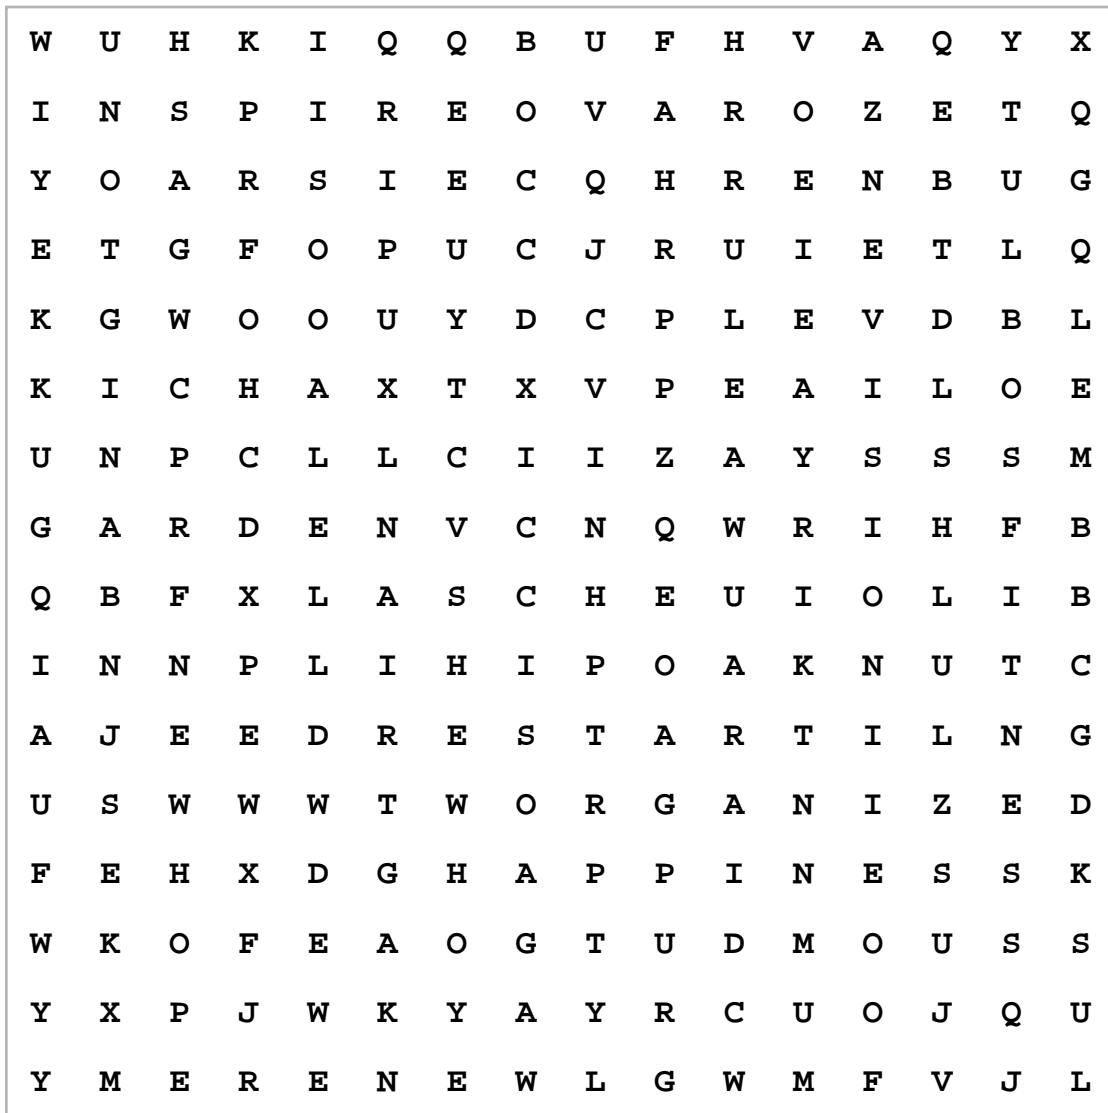 W U H K I Q Q B U F H V A Q Y X
I N S P I R E O V A R O Z E T Q
Y O A R S I E C Q H R E N B U G
E T G F O P U C J R U I E T L Q
K G W O O U Y D C P L E V D B L
K I C H A X T X V P E A I L O E
U N P C L L C I I Z A Y S S S M
G A R D E N V C N Q W R I H F B
Q B F X L A S C H E U I O L I B
I N N P L I H I P O A K N U T C
A J E E D R E S T A R T I L N G
U S W W W T W O R G A N I Z E D
F E H X D G H A P P I N E S S K
W K O F E A O G T U D M O U S S
Y X P J W K Y A Y R C U O J Q U
Y M E R E N E W L G W M F V J L